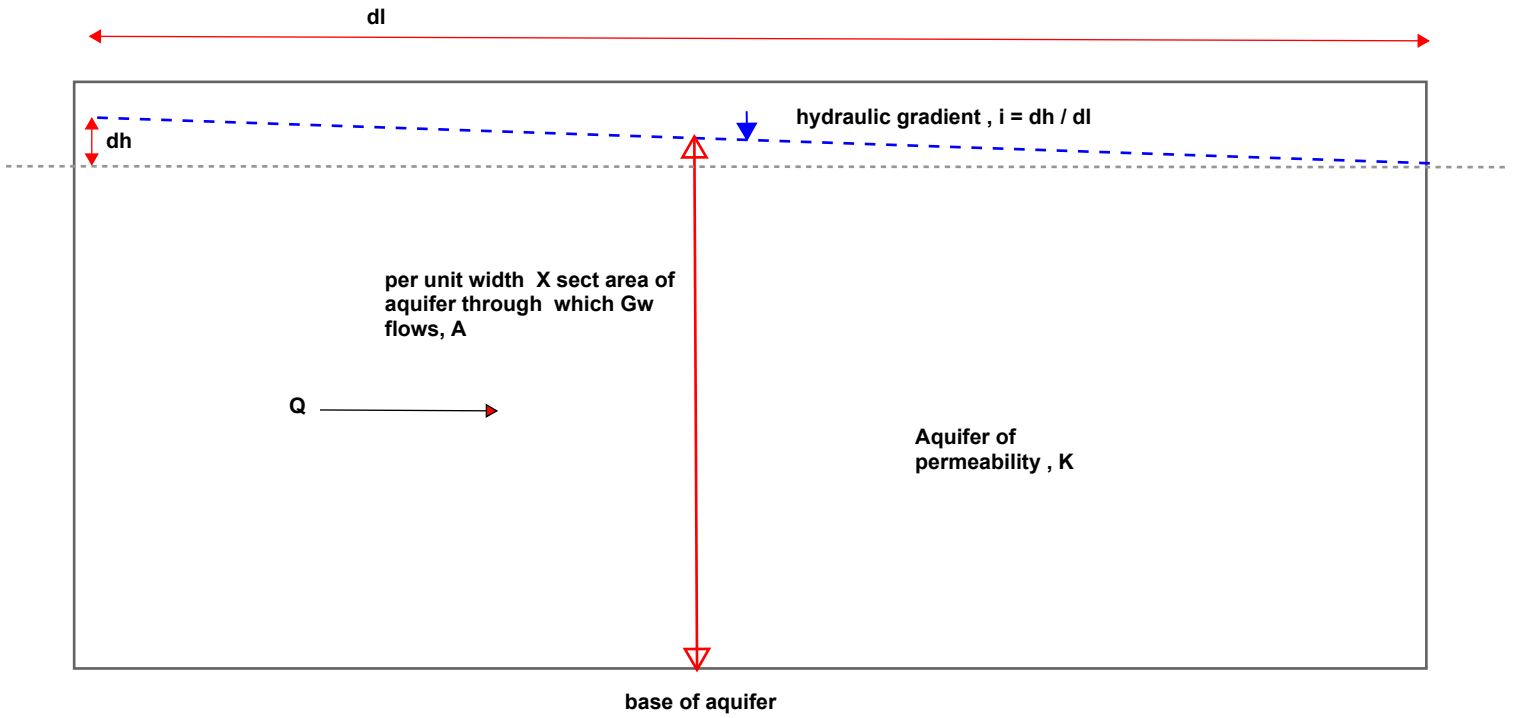 dl
hydraulic gradient , i = dh / dl
dh
per unit width X sect area of
aquifer through which Gw
flows, A
Q
Aquifer of
permeability , K
base of aquifer